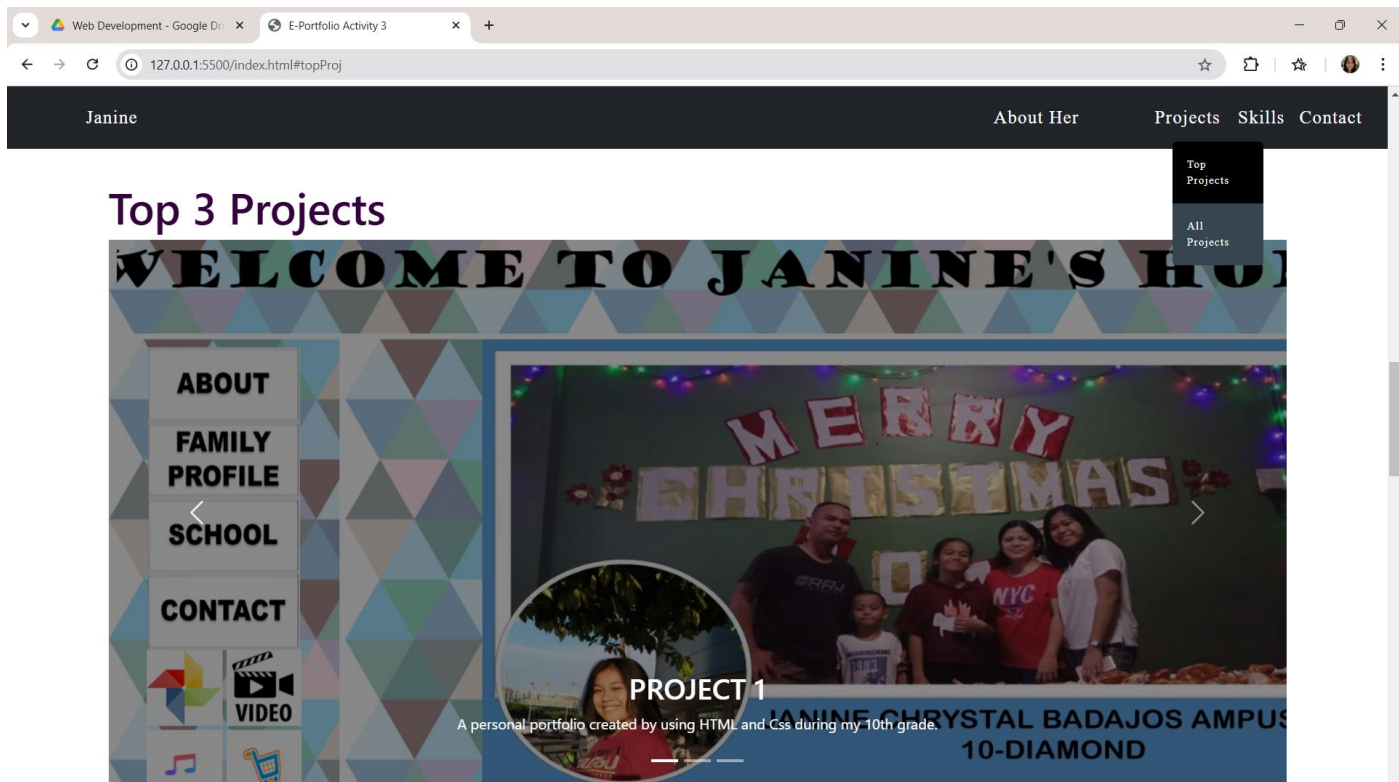 Web Development - Google Dri
E-Portfolio Activity 3
127.0.0.1:5500/index.html#topProj
Janine
About Her
Projects
Skills
Contact
Top
Projects
All
Projects
Top 3 Projects
WELCOME TO JANINE'S HO
ABOUT
FAMILY
PROFILE
SCHOOL
CONTACT
VIDEO
MERRY
CHRISTMAS
NYC
1983
PROJECT 1
A personal portfolio created by using HTML and Css during my 10th grade.
JANINE CHRYSTAL BADAJOS AMPUS
10-DIAMOND